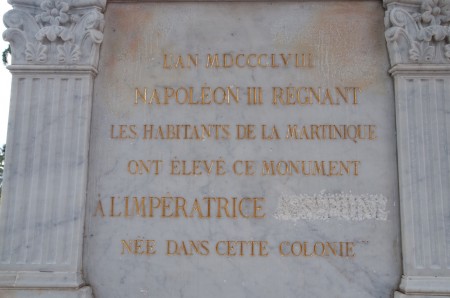 L'AN MDCCCLVIII
NAPOLÉON III RÉGNANT
LES HABITANTS DE LA MARTINIQUE
ONT ÉLEVÉ CE MONUMENT
À L'IMPÉRATRICE
NÉE DANS CETTE COLONIE